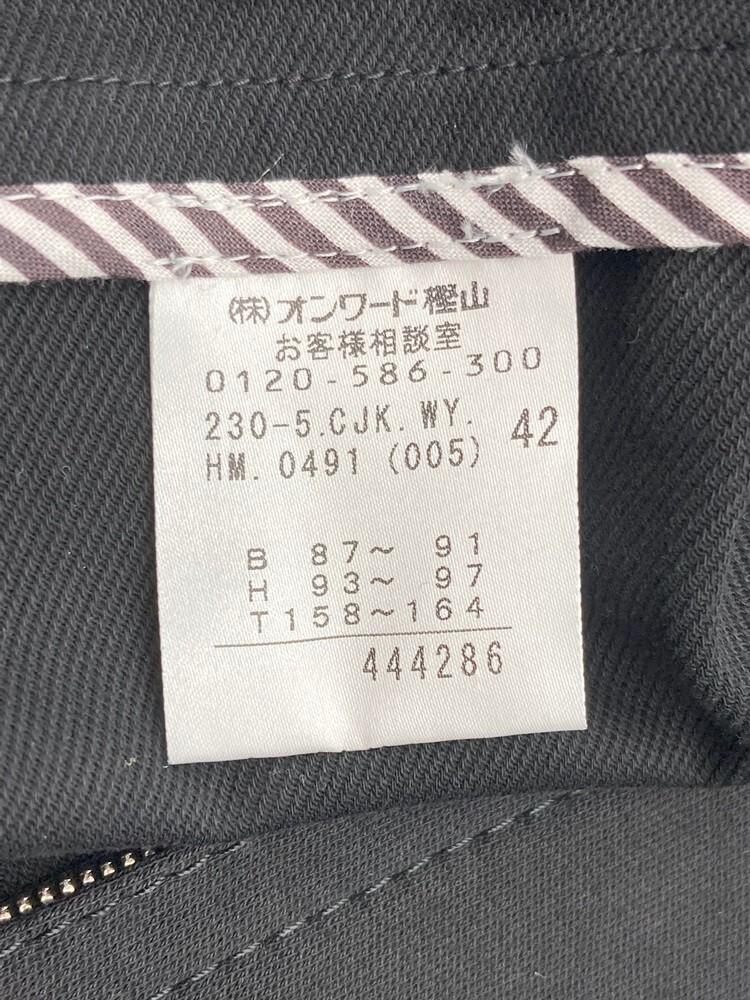 (株)オンワード樫山
お客様相談室
0120-586-300
230-5.CJK.WY.
HM.0491 (005) 42
B 87~ 91
H 93~ 97
T158~164
444286